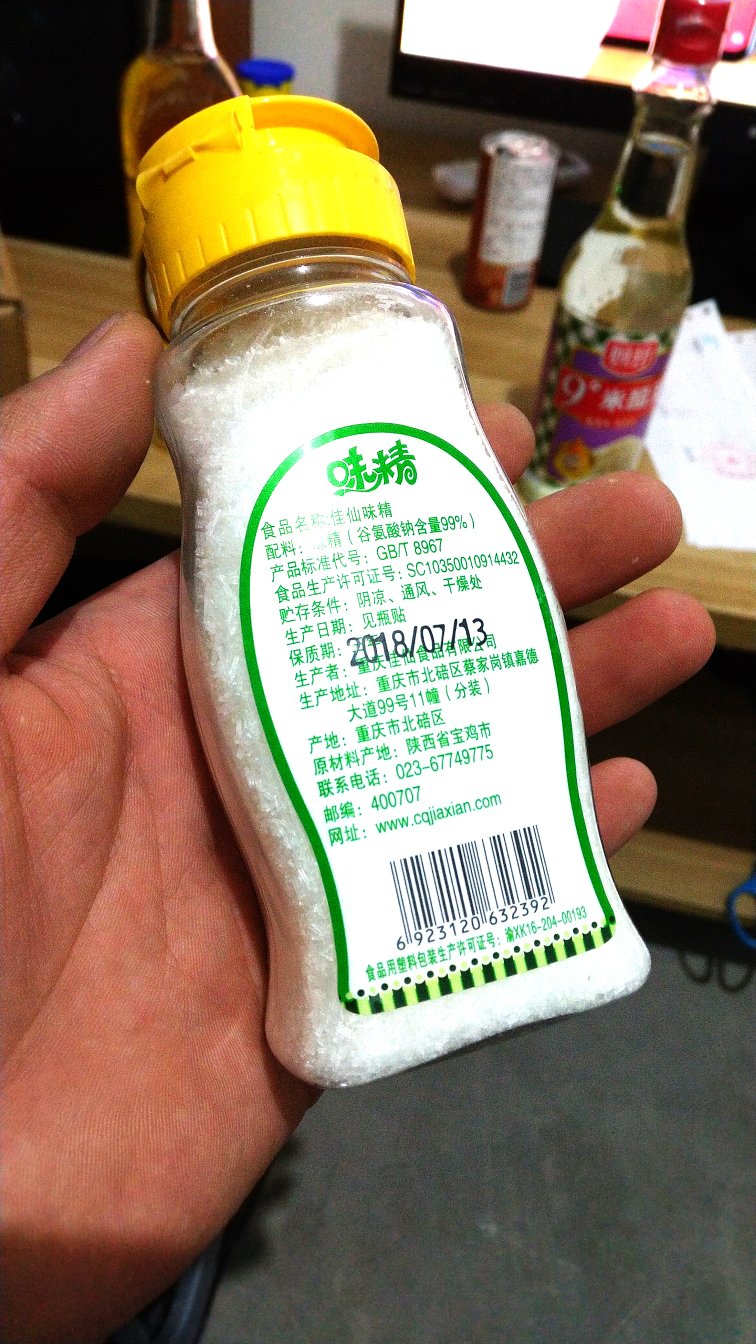 味精
食品名称:佳仙味精
配料: 精(谷氨酸钠含量99%)
产品标准代号: GB/T 8967
食品生产许可证号: SC10350010914432
贮存条件: 阴凉、通风、干燥处
生产日期: 见瓶贴
保质期:
2018/07/13
生产者: 重庆佳仙食品有限公司
生产地址: 重庆市北碚区蔡家岗镇嘉德
大道99号11幢(分装)
产地: 重庆市北碚区
原材料产地: 陕西省宝鸡市
联系电话: 023-67749775
邮编: 400707
网址: www.cqjiaxian.com
6 923120 632392
食品用塑料包装生产许可证号: 渝XK16-204-00193
9°米醋